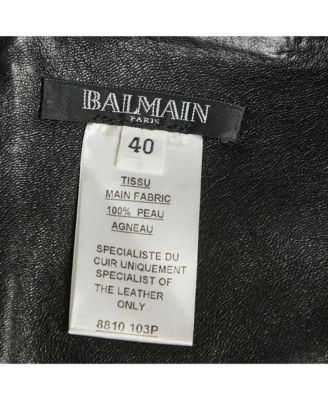 BALMAIN
PARIS
40
TISSU
MAIN FABRIC
100% PEAU
AGNEAU
SPECIALISTE DU
CUIR UNIQUEMENT
SPECIALIST OF
THE LEATHER
ONLY
8810 103P